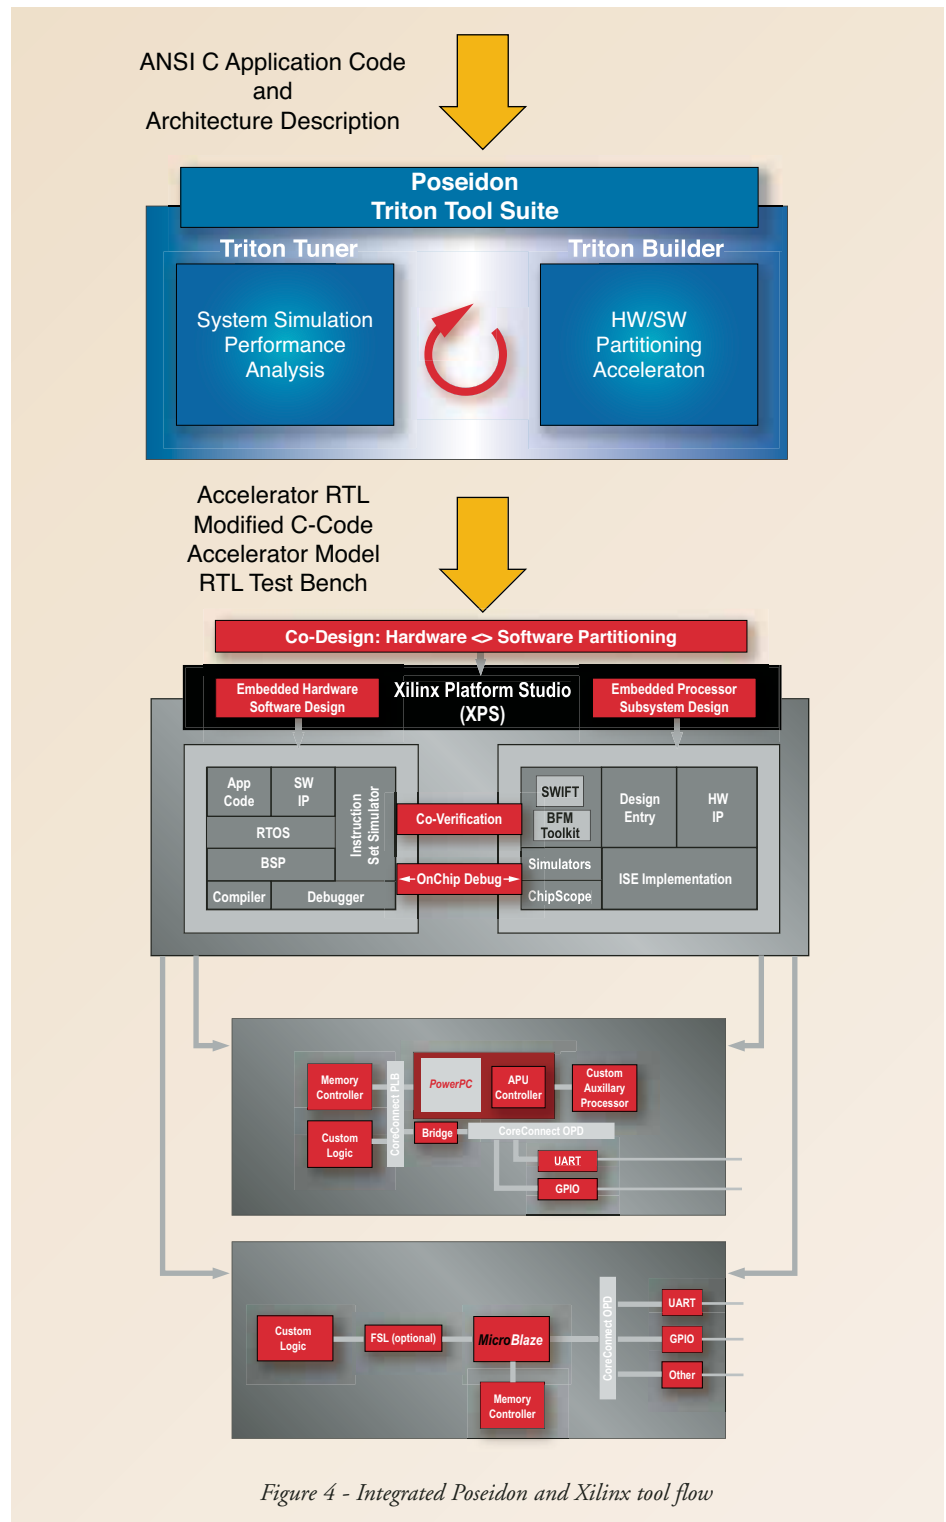 ANSI C Application Code
and
Architecture Description
Poseidon
Triton Tool Suite
Triton Tuner
Triton Builder
System Simulation
Performance
Analysis
HW/SW
Partitioning
Acceleraton
Accelerator RTL
Modified C-Code
Accelerator Model
RTL Test Bench
Co-Design: Hardware <> Software Partitioning
Embedded Hardware
Software Design
Xilinx Platform Studio
(XPS)
Embedded Processor
Subsystem Design
App
Code
SW
IP
Instruction
Set Simulator
RTOS
BSP
Compiler
Debugger
Co-Verification
OnChip Debug
SWIFT
BFM
Toolkit
Design
Entry
HW
IP
Simulators
ChipScope
ISE Implementation
Memory
Controller
Custom
Logic
CoreConnect PLB
PowerPC
APU
Controller
Custom
Auxillary
Processor
Bridge
CoreConnect OPD
UART
GPIO
Custom
Logic
FSL (optional)
MicroBlaze
Memory
Controller
CoreConnect OPD
UART
GPIO
Other
Figure 4 - Integrated Poseidon and Xilinx tool flow